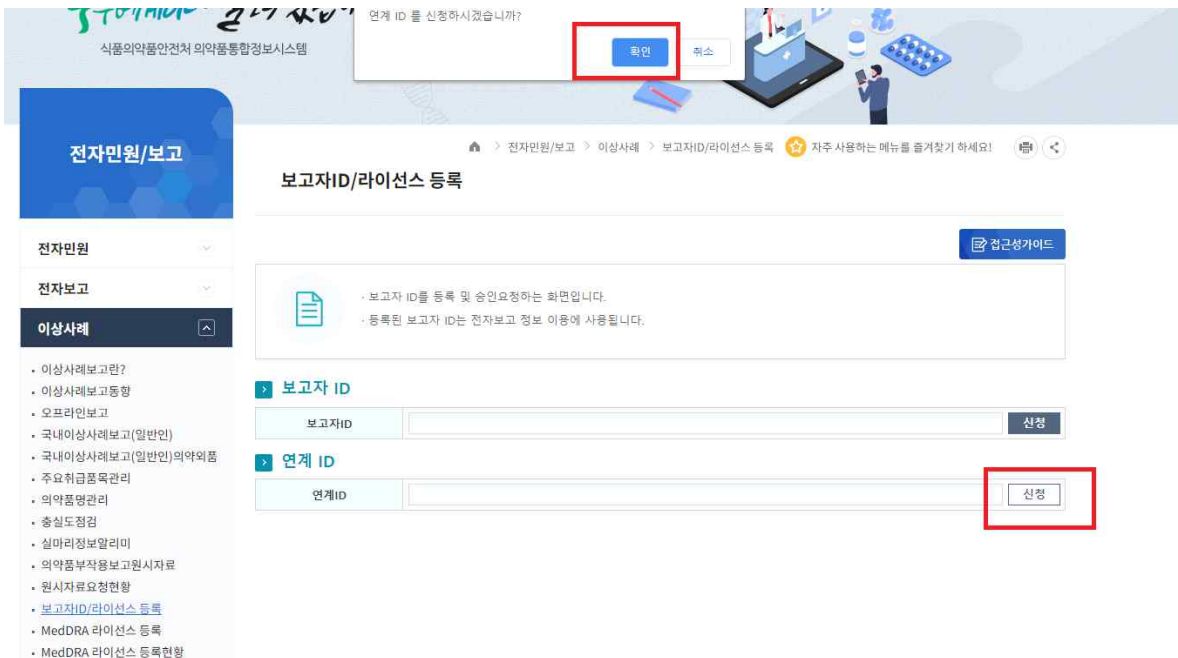 연계 ID 를 신청하시겠습니까?
확인 취소
식품의약품안전처 의약품통합정보시스템
전자민원/보고
전자민원/보고 > 이상사례 > 보고자ID/라이선스 등록 자주 사용하는 메뉴를 즐겨찾기 하세요!
보고자ID/라이선스 등록
접근성가이드
전자민원
전자보고
이상사례
· 보고자 ID를 등록 및 승인요청하는 화면입니다.
· 등록된 보고자 ID는 전자보고 정보 이용에 사용됩니다.
• 이상사례보고란?
• 이상사례보고동향
• 오프라인보고
• 국내이상사례보고(일반인)
• 국내이상사례보고(일반인)의약외품
• 주요취급품목관리
• 의약품명관리
• 충실도점검
• 실마리정보알리미
• 의약품부작용보고원시자료
• 원시자료요청현황
• 보고자ID/라이선스 등록
• MedDRA 라이선스 등록
• MedDRA 라이선스 등록현황
보고자 ID
보고자ID 신청
연계 ID
연계ID 신청